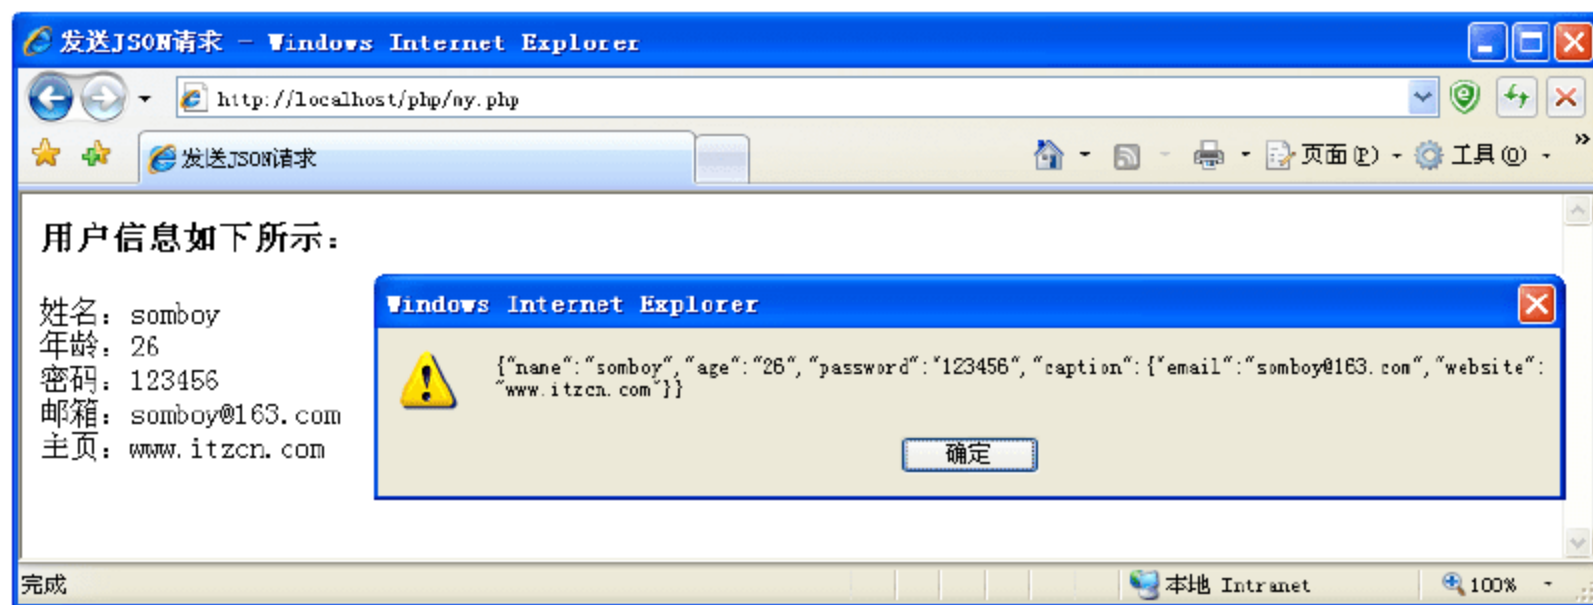 发送JSON请求 - Windows Internet Explorer
http://localhost/php/ny.php
发送JSON请求
页面(P)
工具(O)
»
用户信息如下所示：
姓名：somboy
年龄：26
密码：123456
邮箱：somboy@163.com
主页：www.itzcn.com
Windows Internet Explorer
{"name":"somboy","age":"26","password":"123456","caption":{"email":"somboy@163.com","website":
"www.itzcn.com"}}
确定
完成
本地 Intranet
100%